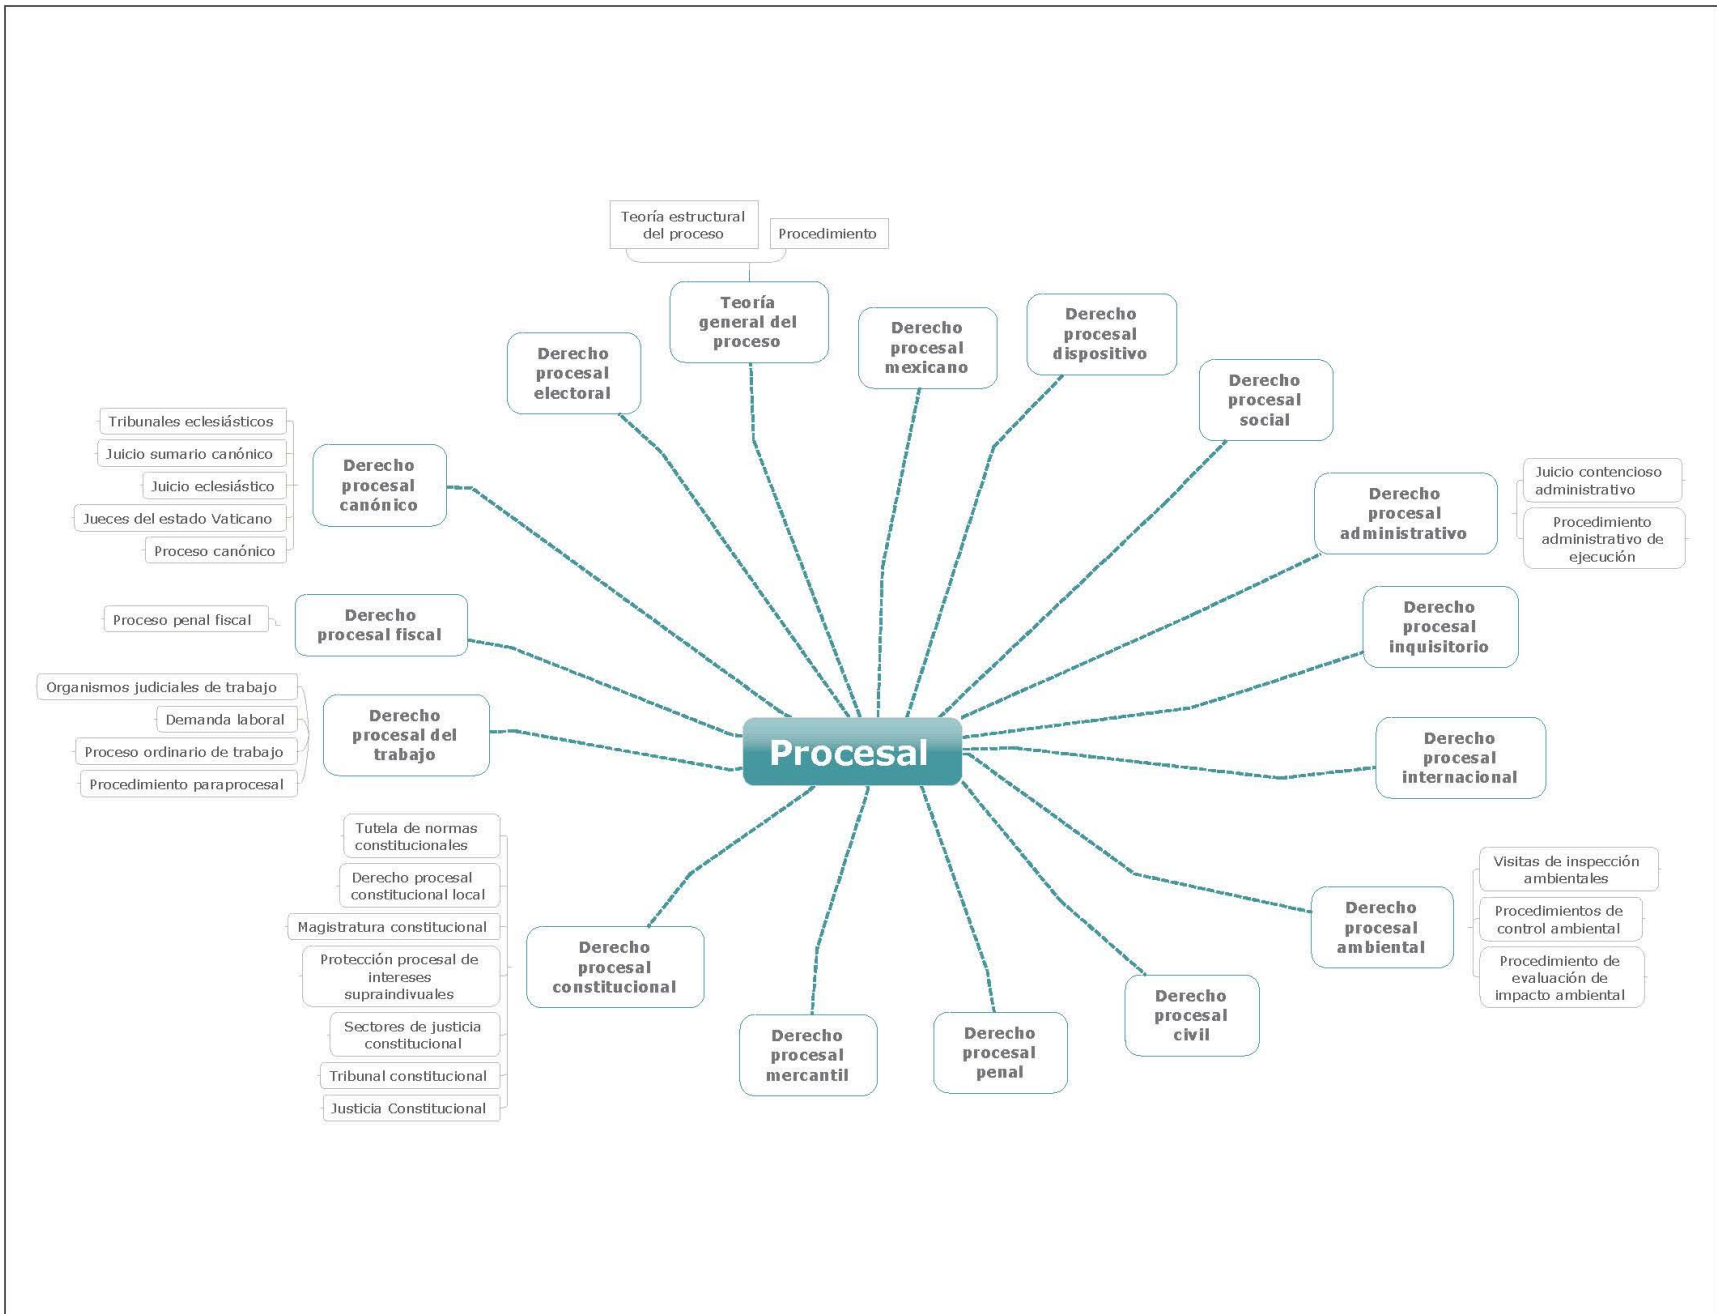 Procesal
Teoría estructural
del proceso
Procedimiento
Teoría
general del
proceso
Derecho
procesal
mexicano
Derecho
procesal
dispositivo
Derecho
procesal
social
Derecho
procesal
administrativo
Juicio contencioso
administrativo
Procedimiento
administrativo de
ejecución
Derecho
procesal
inquisitorio
Derecho
procesal
internacional
Derecho
procesal
ambiental
Visitas de inspección
ambientales
Procedimientos de
control ambiental
Procedimiento de
evaluación de
impacto ambiental
Derecho
procesal
civil
Derecho
procesal
penal
Derecho
procesal
mercantil
Derecho
procesal
constitucional
Tutela de normas
constitucionales
Derecho procesal
constitucional local
Magistratura constitucional
Protección procesal de
intereses
supraindivuales
Sectores de justicia
constitucional
Tribunal constitucional
Justicia Constitucional
Derecho
procesal del
trabajo
Organismos judiciales de trabajo
Demanda laboral
Proceso ordinario de trabajo
Procedimiento paraprocesal
Derecho
procesal fiscal
Proceso penal fiscal
Derecho
procesal
canónico
Tribunales eclesiásticos
Juicio sumario canónico
Juicio eclesiástico
Jueces del estado Vaticano
Proceso canónico
Derecho
procesal
electoral